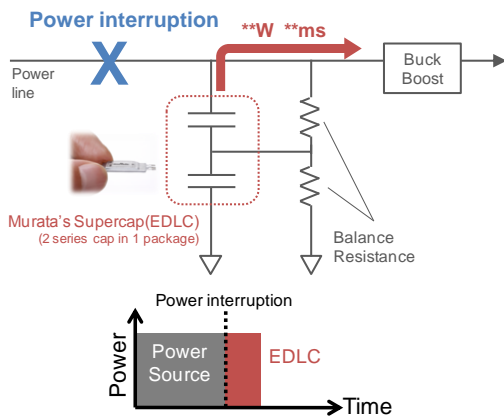 Power interruption
**W **ms
Power
line
Buck
Boost
Murata's Supercap(EDLC)
(2 series cap in 1 package)
Balance
Resistance
Power interruption
Power
Power
Source
EDLC
Time